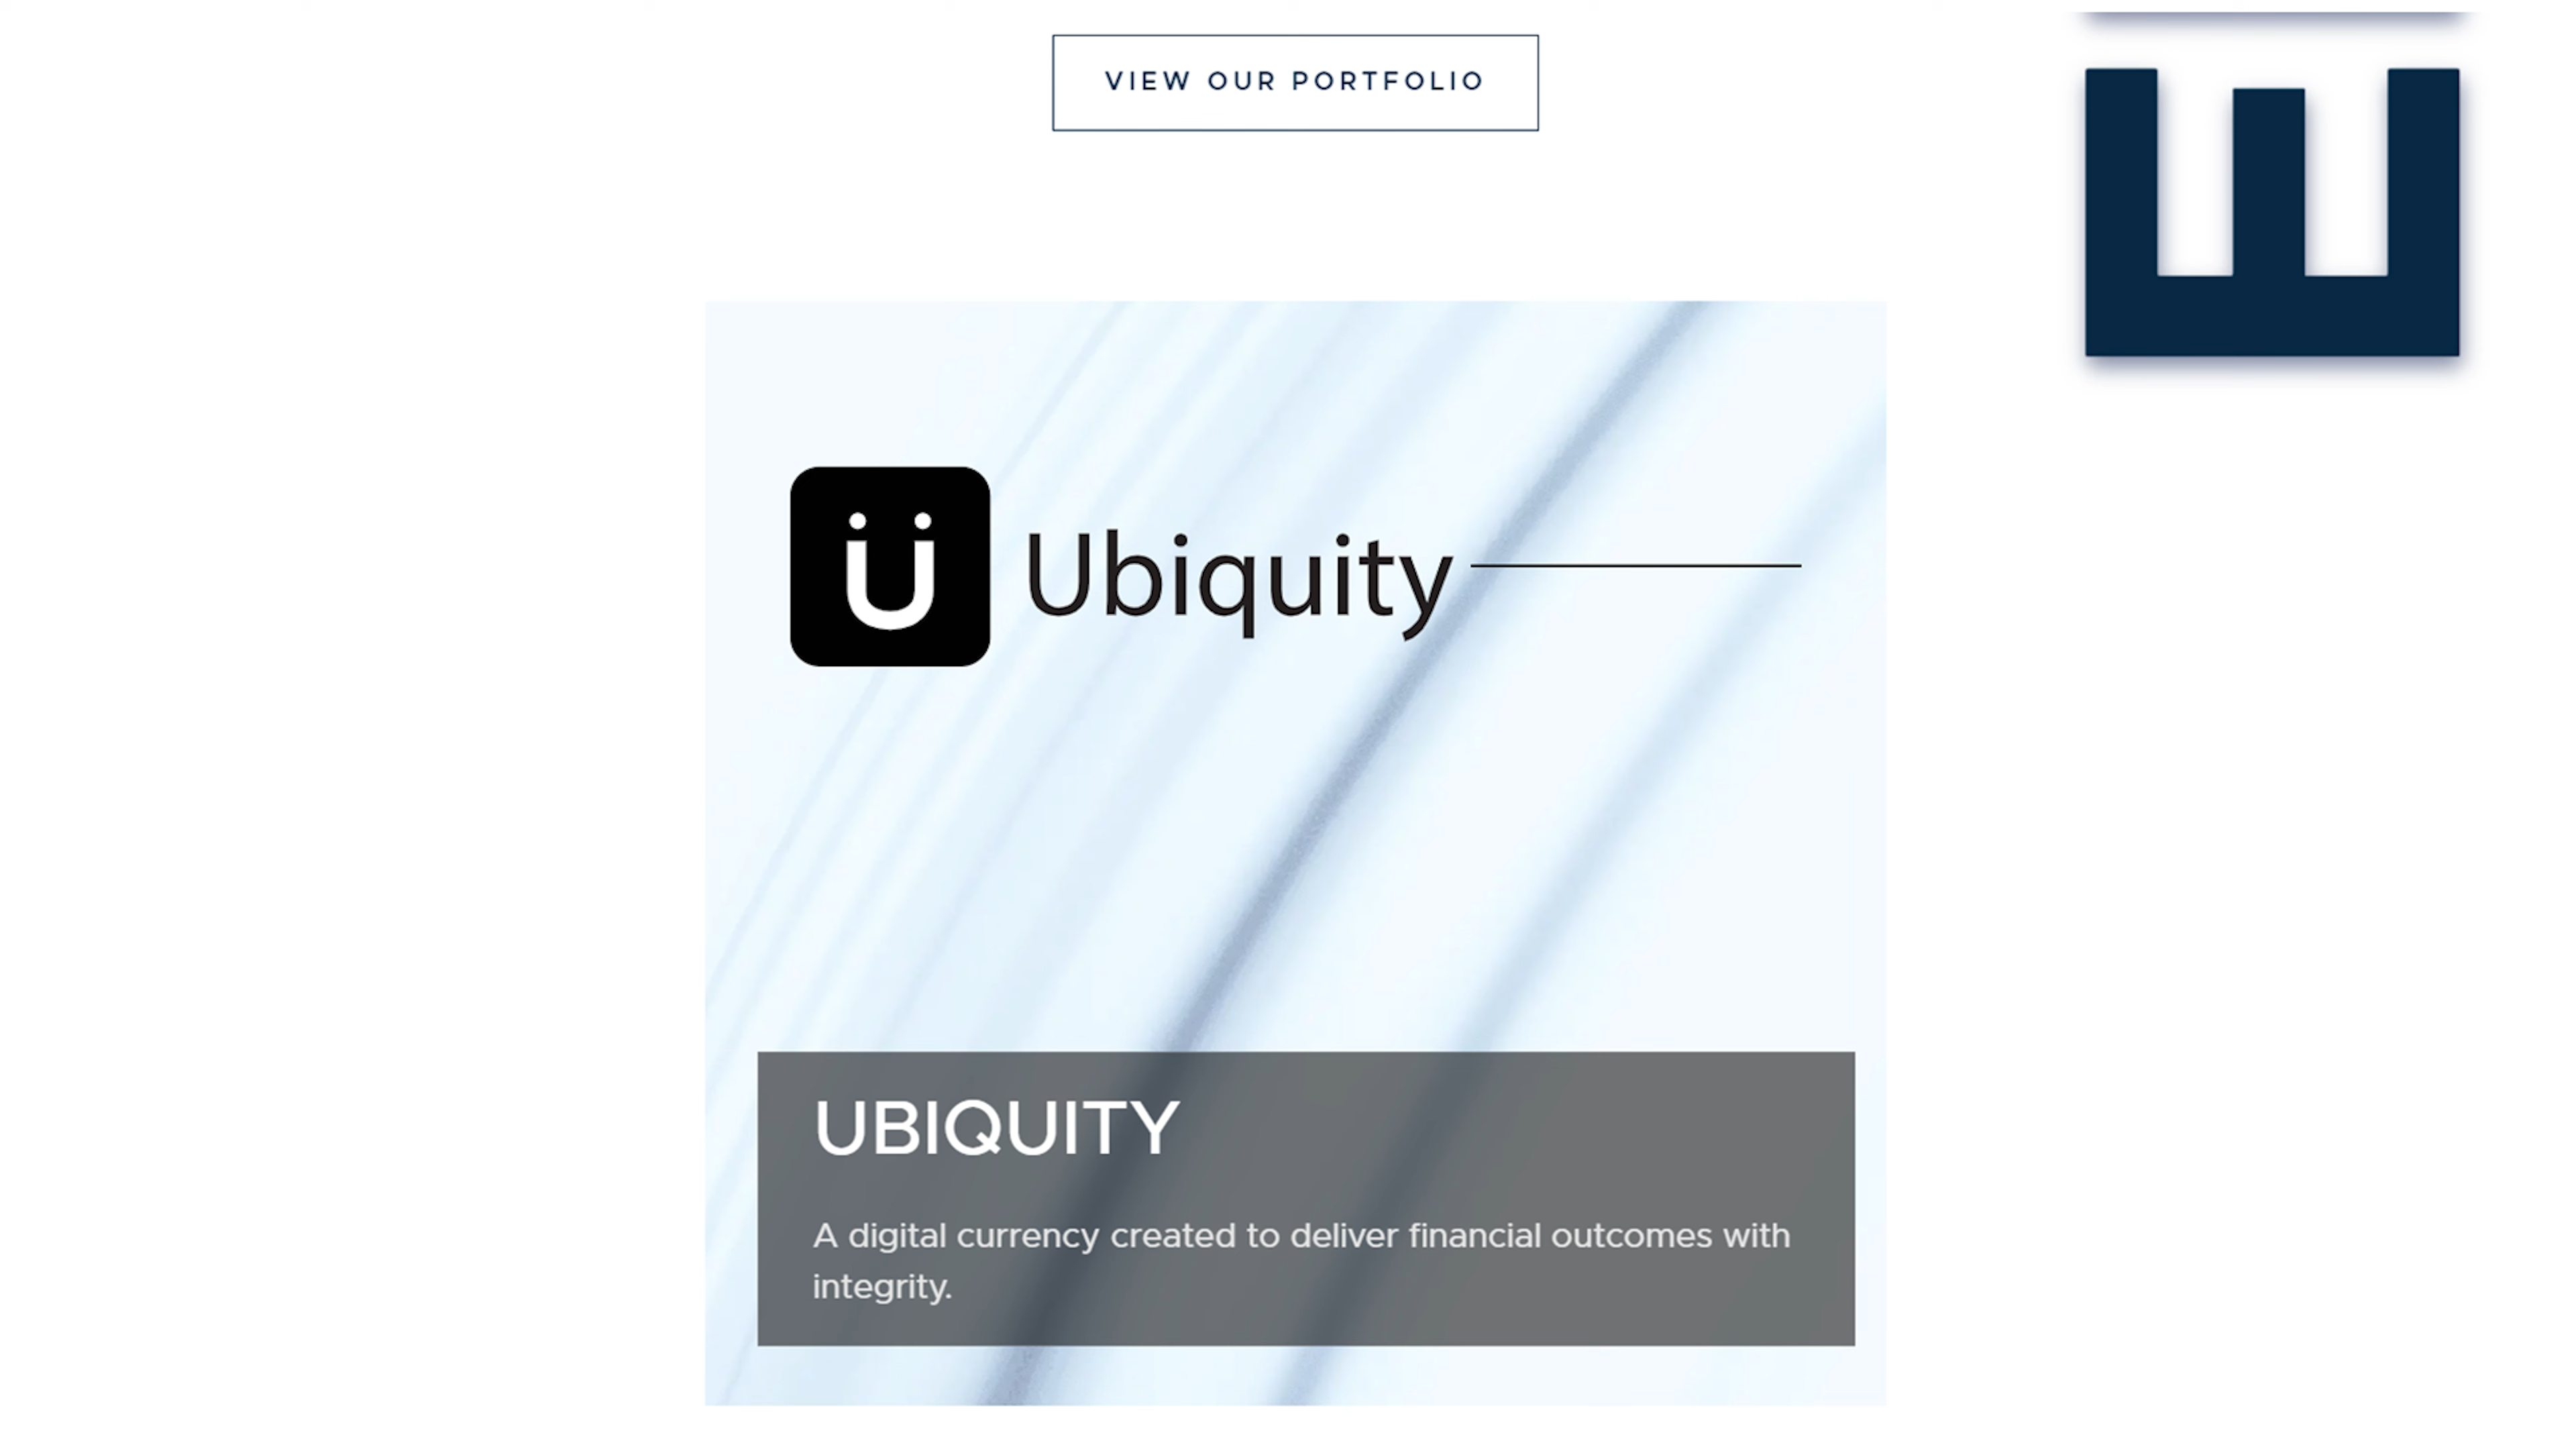 VIEW OUR PORTFOLIO
E
Ü Ubiquity
UBIQUITY
A digital currency created to deliver financial outcomes with
integrity.